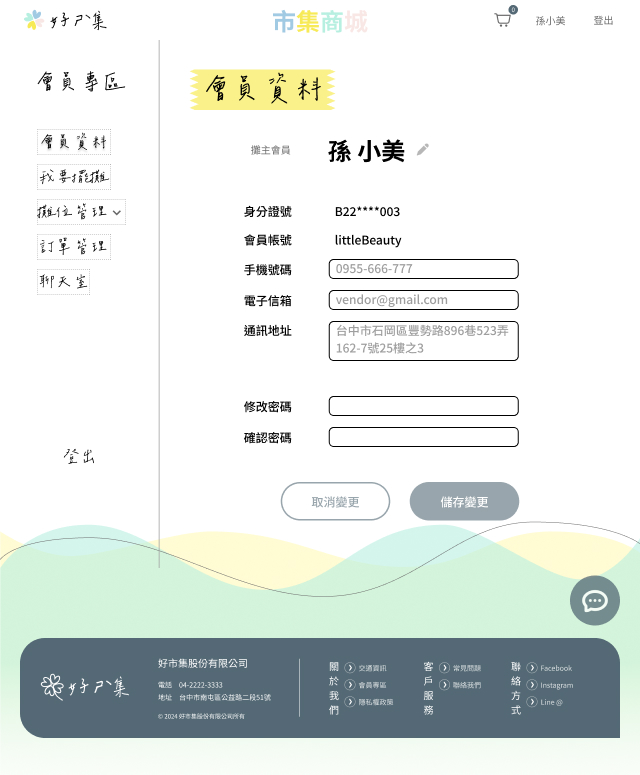 好市集
市集商城
0
孫小美
登出
會員專區
會員資料
我要擺攤
攤位管理
訂單管理
聊天室
登出
會員資料
攤主會員
孫 小美
身分證號 B22****003
會員帳號 littleBeauty
手機號碼 0955-666-777
電子信箱 vendor@gmail.com
通訊地址 台中市石岡區豐勢路896巷523弄
162-7號25樓之3
修改密碼
確認密碼
取消變更 儲存變更
好市集
好市集股份有限公司
電話 04-2222-3333
地址 台中市南屯區公益路二段51號
© 2024 好市集股份有限公司所有
關於我們
交通資訊
會員專區
隱私權政策
客戶服務
常見問題
聯絡我們
聯絡方式
Facebook
Instagram
Line @